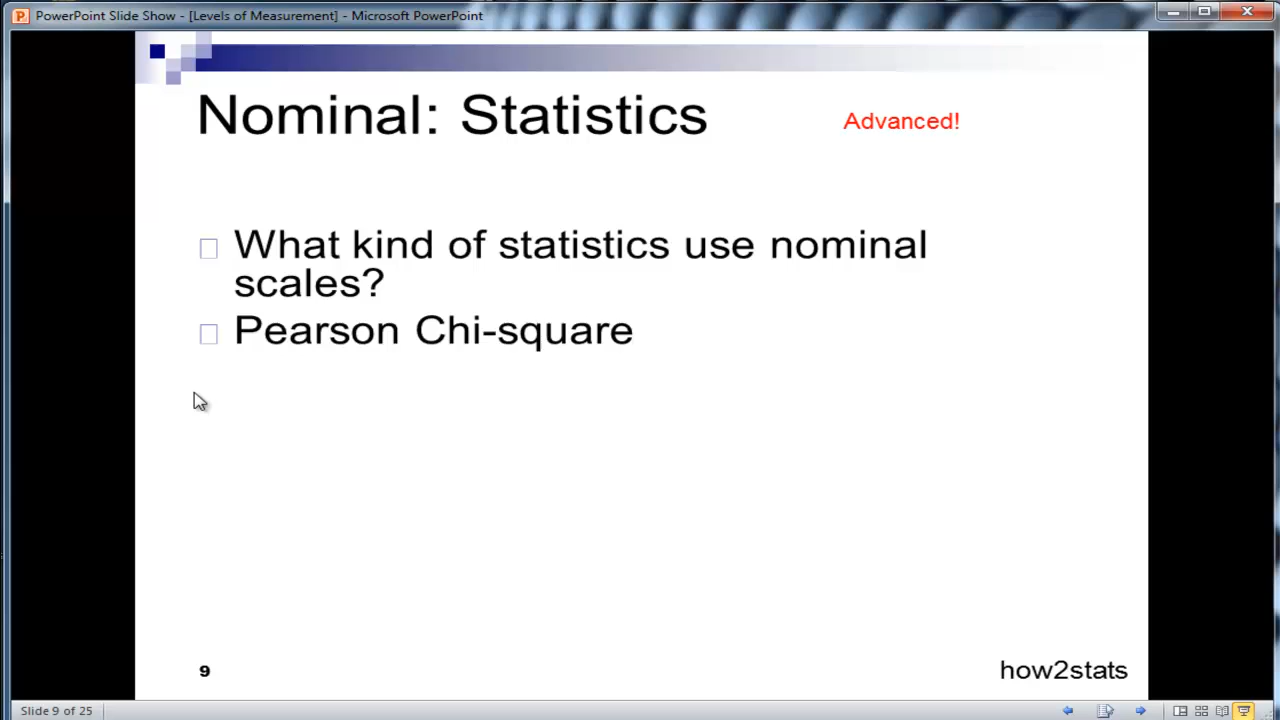 PowerPoint Slide Show - [Levels of Measurement] - Microsoft PowerPoint
Nominal: Statistics
Advanced!
What kind of statistics use nominal
scales?
Pearson Chi-square
9
how2stats
Slide 9 of 25